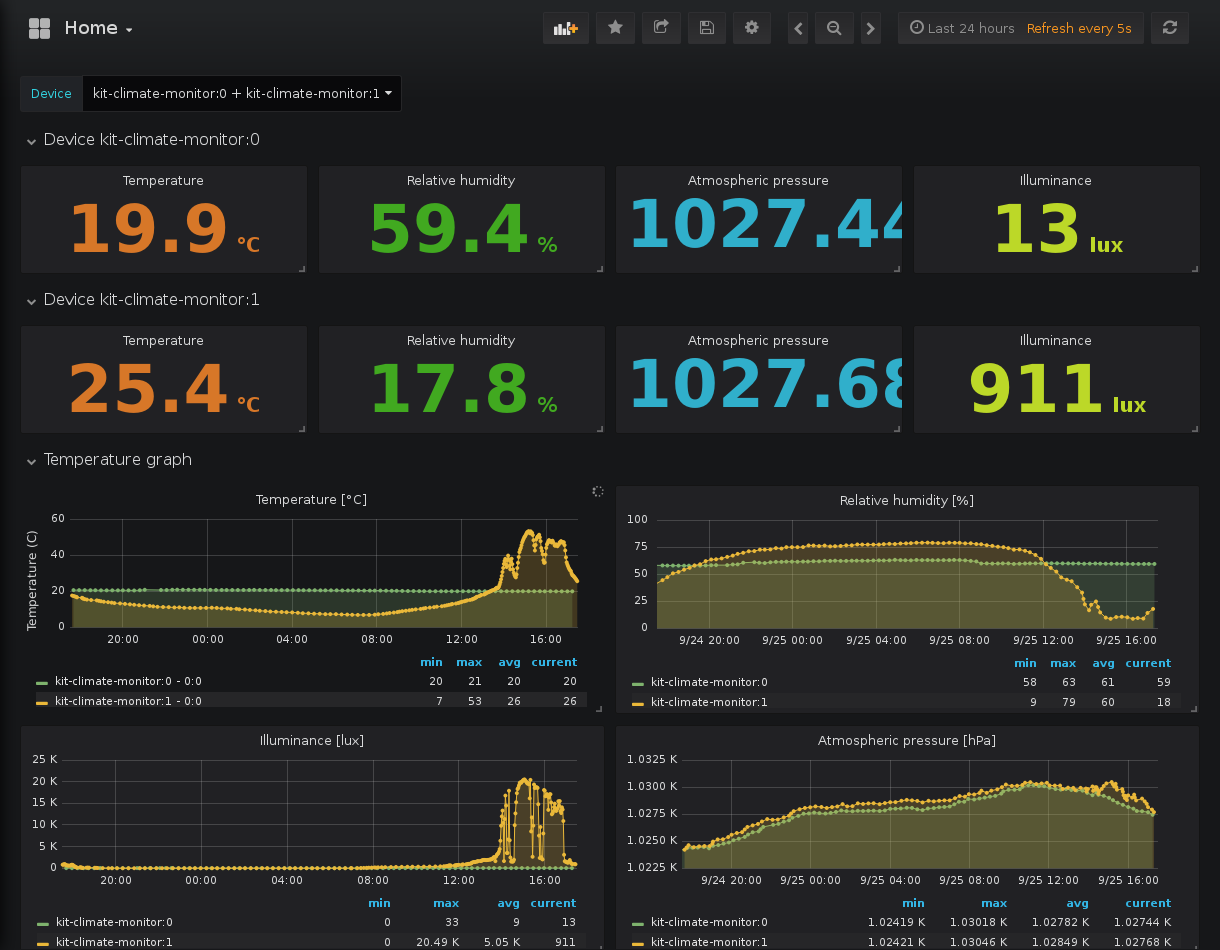 Home
Last 24 hours Refresh every 5s
Device kit-climate-monitor:0 + kit-climate-monitor:1
Device kit-climate-monitor:0
Temperature Relative humidity Atmospheric pressure Illuminance
19.9 °C 59.4 % 1027.44 13 lux
Device kit-climate-monitor:1
Temperature Relative humidity Atmospheric pressure Illuminance
25.4 °C 17.8 % 1027.68 911 lux
Temperature graph
Temperature [°C]
Temperature (C)
60
40
20
0
20:00 00:00 04:00 08:00 12:00 16:00
min max avg current
kit-climate-monitor:0 - 0:0 20 21 20 20
kit-climate-monitor:1 - 0:0 7 53 26 26
Relative humidity [%]
100
75
50
25
0
9/24 20:00 9/25 00:00 9/25 04:00 9/25 08:00 9/25 12:00 9/25 16:00
min max avg current
kit-climate-monitor:0 58 63 61 59
kit-climate-monitor:1 9 79 60 18
Illuminance [lux]
25 K
20 K
15 K
10 K
5 K
0
20:00 00:00 04:00 08:00 12:00 16:00
min max avg current
kit-climate-monitor:0 0 33 9 13
kit-climate-monitor:1 0 20.49 K 5.05 K 911
Atmospheric pressure [hPa]
1.0325 K
1.0300 K
1.0275 K
1.0250 K
1.0225 K
9/24 20:00 9/25 00:00 9/25 04:00 9/25 08:00 9/25 12:00 9/25 16:00
min max avg current
kit-climate-monitor:0 1.02419 K 1.03018 K 1.02782 K 1.02744 K
kit-climate-monitor:1 1.02421 K 1.03046 K 1.02849 K 1.02768 K